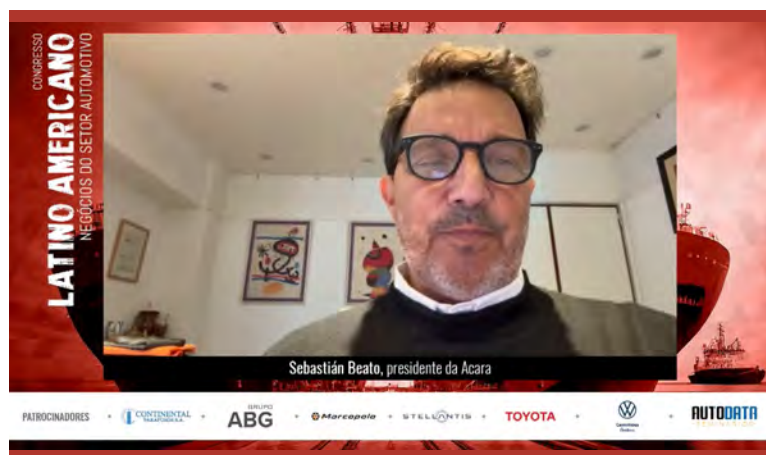 CONGRESSO
LATINO AMERICANO
NEGÓCIOS DO SETOR AUTOMOTIVO
Sebastián Beato, presidente da Acara
PATROCINADORES
CONTINENTAL
GRUPO
ABG
Marcopolo
STELLANTIS
TOYOTA
AUTODATA